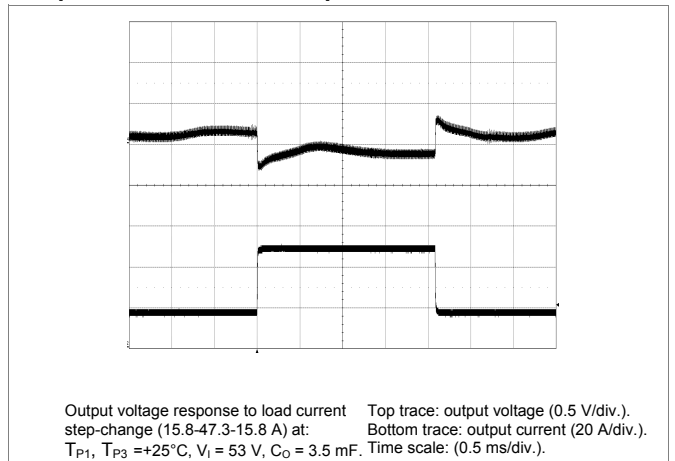 Output voltage response to load current
step-change (15.8-47.3-15.8 A) at:
TP1, TP3 =+25°C, VI = 53 V, CO = 3.5 mF.
Top trace: output voltage (0.5 V/div.).
Bottom trace: output current (20 A/div.).
Time scale: (0.5 ms/div.).